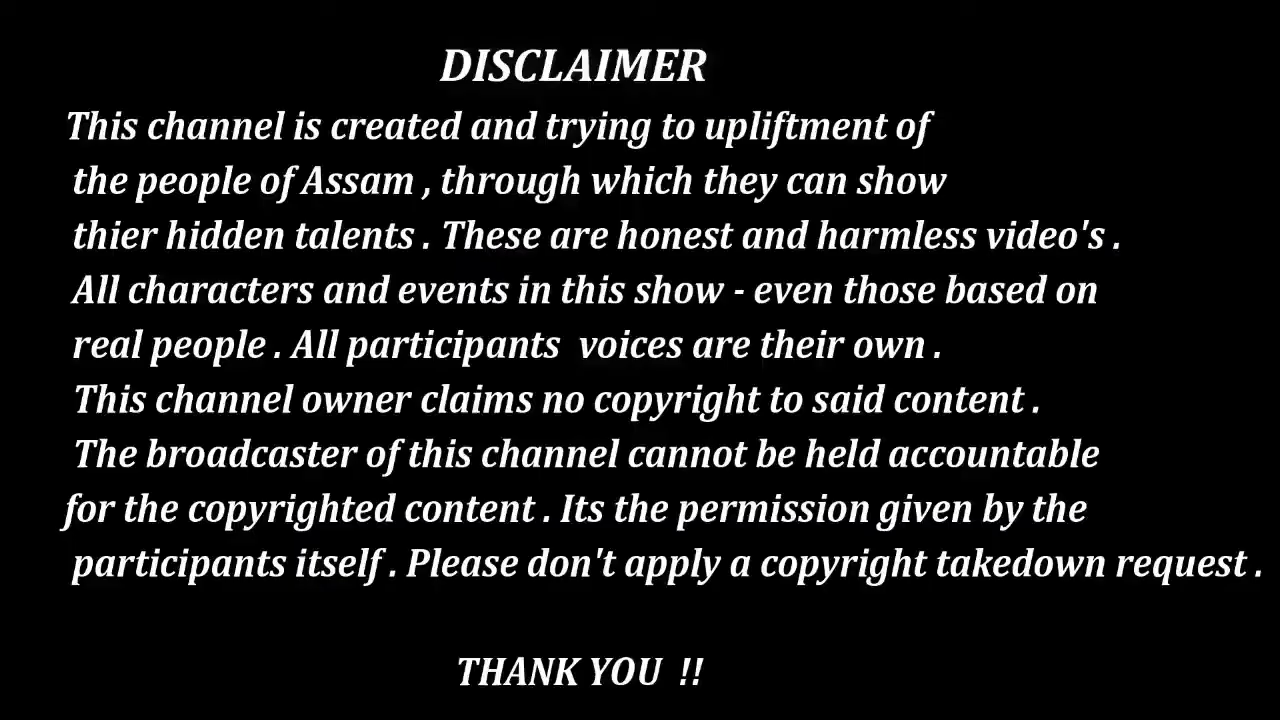 DISCLAIMER
This channel is created and trying to upliftment of
the people of Assam , through which they can show
thier hidden talents . These are honest and harmless video's .
All characters and events in this show - even those based on
real people . All participants  voices are their own .
This channel owner claims no copyright to said content .
The broadcaster of this channel cannot be held accountable
for the copyrighted content . Its the permission given by the
participants itself . Please don't apply a copyright takedown request .
THANK YOU  !!